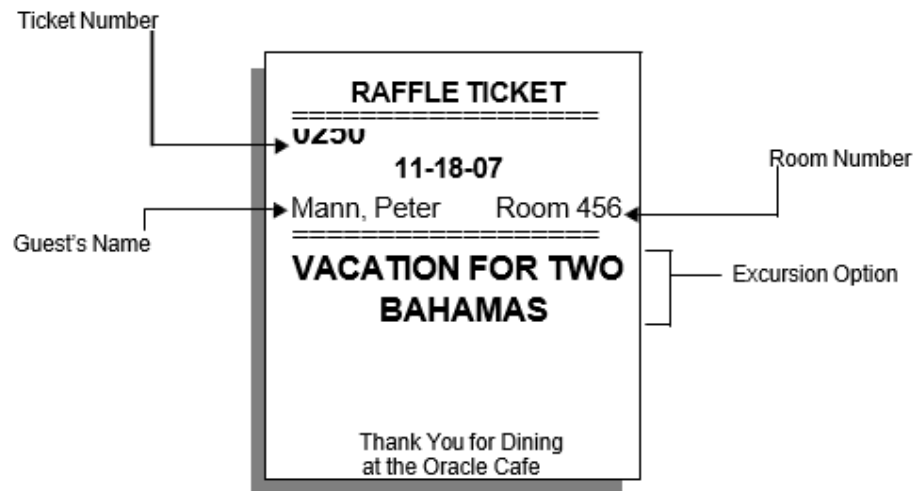 Ticket Number
RAFFLE TICKET
===================
0250
11-18-07
Room Number
Mann, Peter Room 456
Guest's Name
===================
VACATION FOR TWO
BAHAMAS
Excursion Option
Thank You for Dining
at the Oracle Cafe